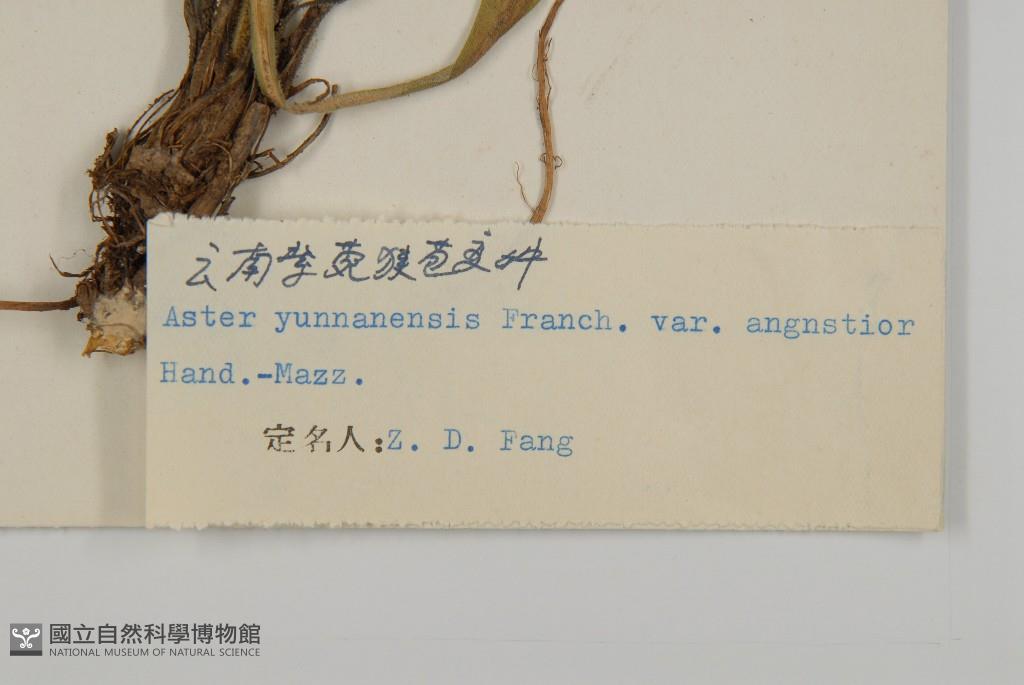 云南紫菀狭苞变种
Aster yunnanensis Franch. var. angnstior
Hand.-Mazz.
定名人:Z. D. Fang
國立自然科學博物館
NATIONAL MUSEUM OF NATURAL SCIENCE